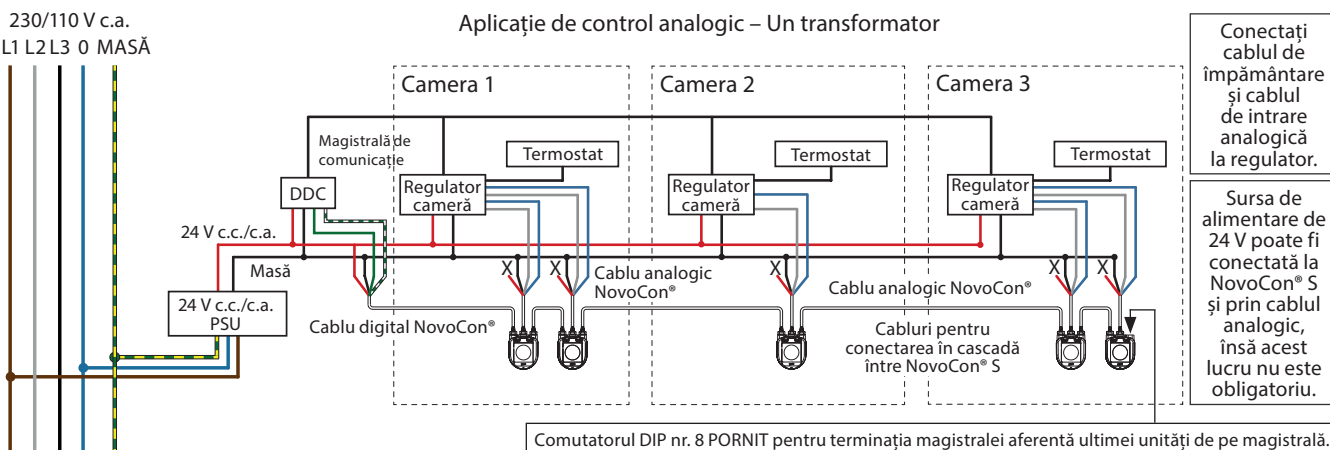 230/110 V c.a.
L1 L2 L3 0 MASĂ
Aplicație de control analogic – Un transformator
Camera 1
Camera 2
Camera 3
Magistrală de
comunicație
DDC
Termostat
Termostat
Termostat
Regulator
cameră
Regulator
cameră
Regulator
cameră
24 V c.c./c.a.
Masă
24 V c.c./c.a.
PSU
X
X
X
X
X
Cablu analogic
NovoCon®
Cablu analogic NovoCon®
Cablu digital NovoCon®
Cabluri pentru
conectarea în cascadă
între NovoCon® S
Conectați
cablul de
împământare
și cablul
de intrare
analogică
la regulator.
Sursa de
alimentare de
24 V poate fi
conectată la
NovoCon® S
și prin cablul
analogic,
însă acest
lucru nu este
obligatoriu.
Comutatorul DIP nr. 8 PORNIT pentru terminația magistralei aferentă ultimei unități de pe magistrală.